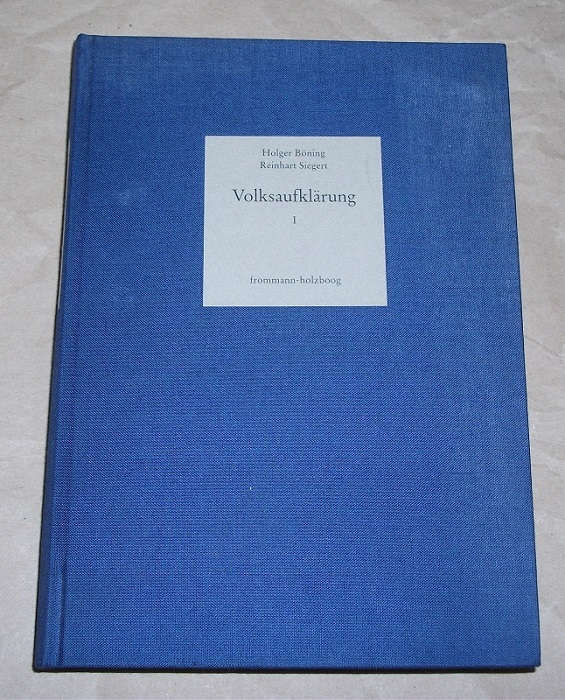 Holger Böning
Reinhart Siegert
Volksaufklärung
I
frommann-holzboog